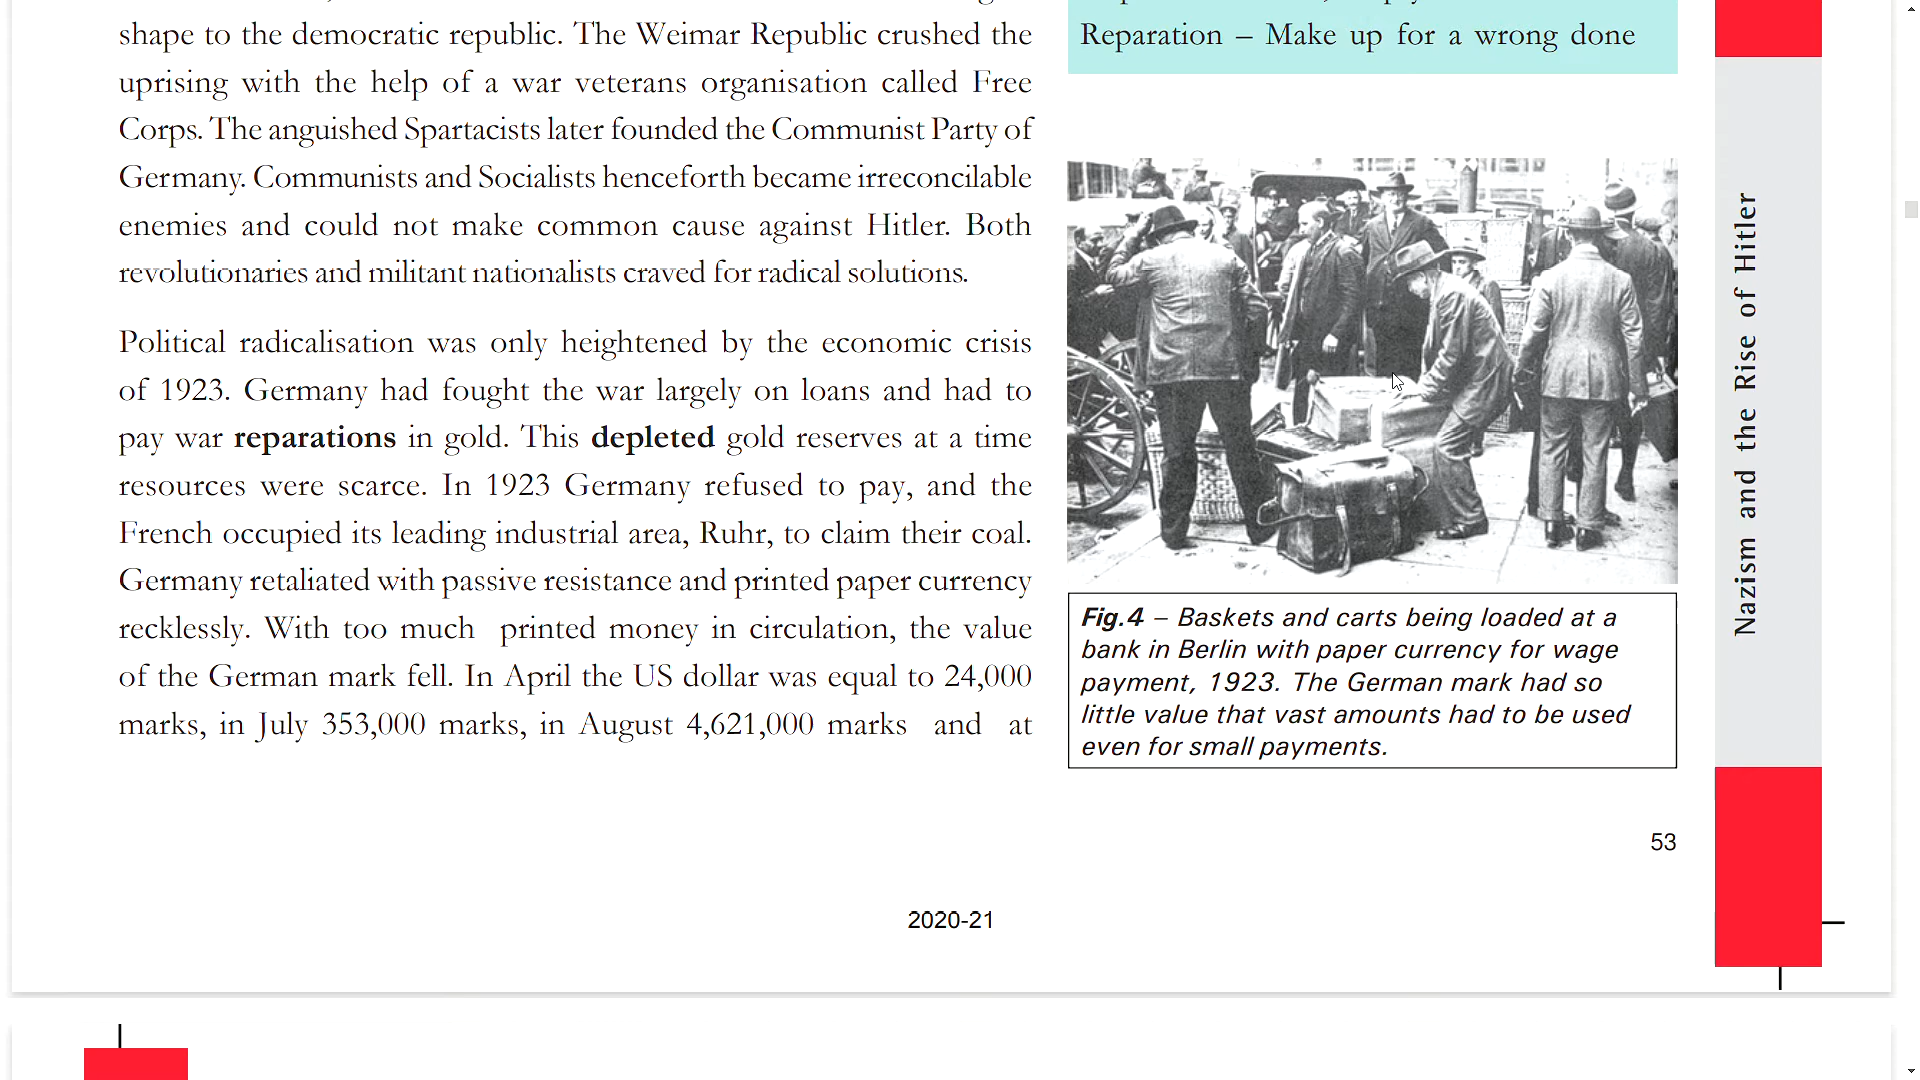 shape to the democratic republic. The Weimar Republic crushed the
uprising with the help of a war veterans organisation called Free
Corps. The anguished Spartacists later founded the Communist Party of
Germany. Communists and Socialists henceforth became irreconcilable
enemies and could not make common cause against Hitler. Both
revolutionaries and militant nationalists craved for radical solutions.
Political radicalisation was only heightened by the economic crisis
of 1923. Germany had fought the war largely on loans and had to
pay war reparations in gold. This depleted gold reserves at a time
resources were scarce. In 1923 Germany refused to pay, and the
French occupied its leading industrial area, Ruhr, to claim their coal.
Germany retaliated with passive resistance and printed paper currency
recklessly. With too much printed money in circulation, the value
of the German mark fell. In April the US dollar was equal to 24,000
marks, in July 353,000 marks, in August 4,621,000 marks and at
Reparation – Make up for a wrong done
Fig.4 – Baskets and carts being loaded at a
bank in Berlin with paper currency for wage
payment, 1923. The German mark had so
little value that vast amounts had to be used
even for small payments.
Nazism and the Rise of Hitler
53
2020-21